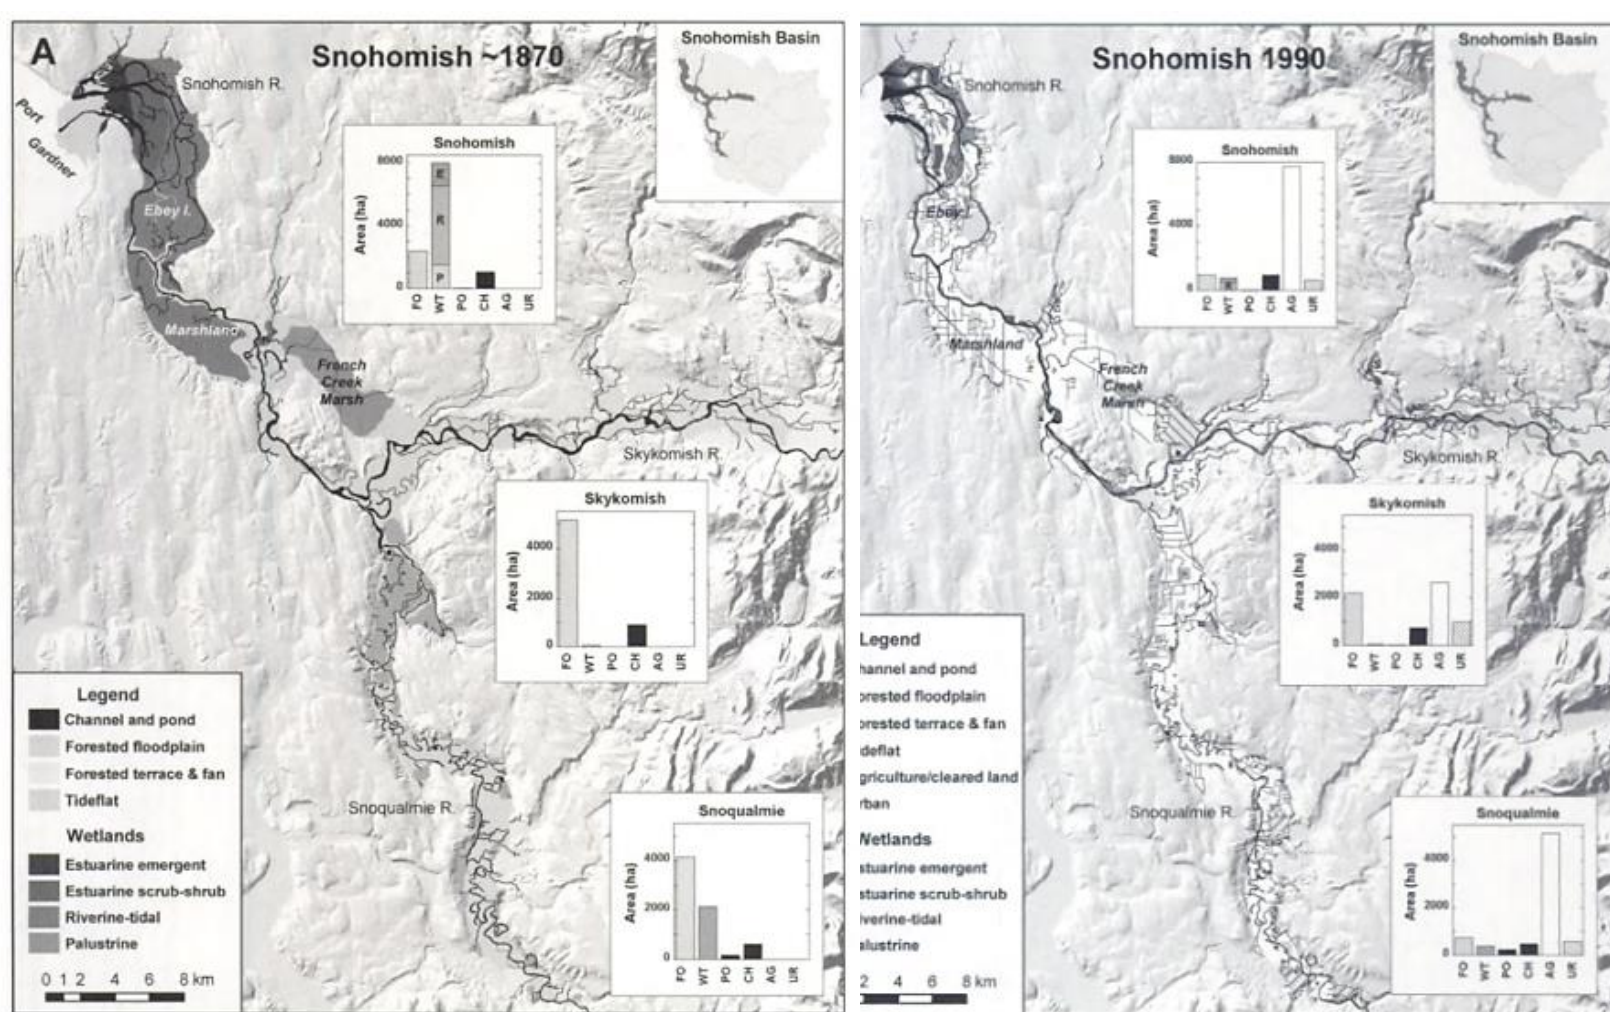 A
Snohomish ~1870
Snohomish Basin
Snohomish R.
Port
Gardner
Snohomish
8000
4000
0
Area (ha)
E
R
P
FO WT PO CH AG UR
Ebey I.
Marshland
French
Creek
Marsh
Skykomish R.
Skykomish
4000
2000
0
Area (ha)
FO WT PO CH AG UR
Snoqualmie R.
Snoqualmie
4000
2000
0
Area (ha)
FO WT PO CH AG UR
Legend
Channel and pond
Forested floodplain
Forested terrace & fan
Tideflat
Wetlands
Estuarine emergent
Estuarine scrub-shrub
Riverine-tidal
Palustrine
0 1 2 4 6 8 km
Snohomish 1990
Snohomish Basin
Snohomish R.
Snohomish
8000
4000
0
Area (ha)
R
FO WT PO CH AG UR
Ebey I.
Marshland
French
Creek
Marsh
Skykomish R.
Skykomish
4000
2000
0
Area (ha)
FO WT PO CH AG UR
Snoqualmie R.
Snoqualmie
4000
2000
0
Area (ha)
FO WT PO CH AG UR
Legend
hannel and pond
orested floodplain
orested terrace & fan
deflat
griculture/cleared land
rban
Wetlands
stuarine emergent
stuarine scrub-shrub
iverine-tidal
alustrine
2 4 6 8 km